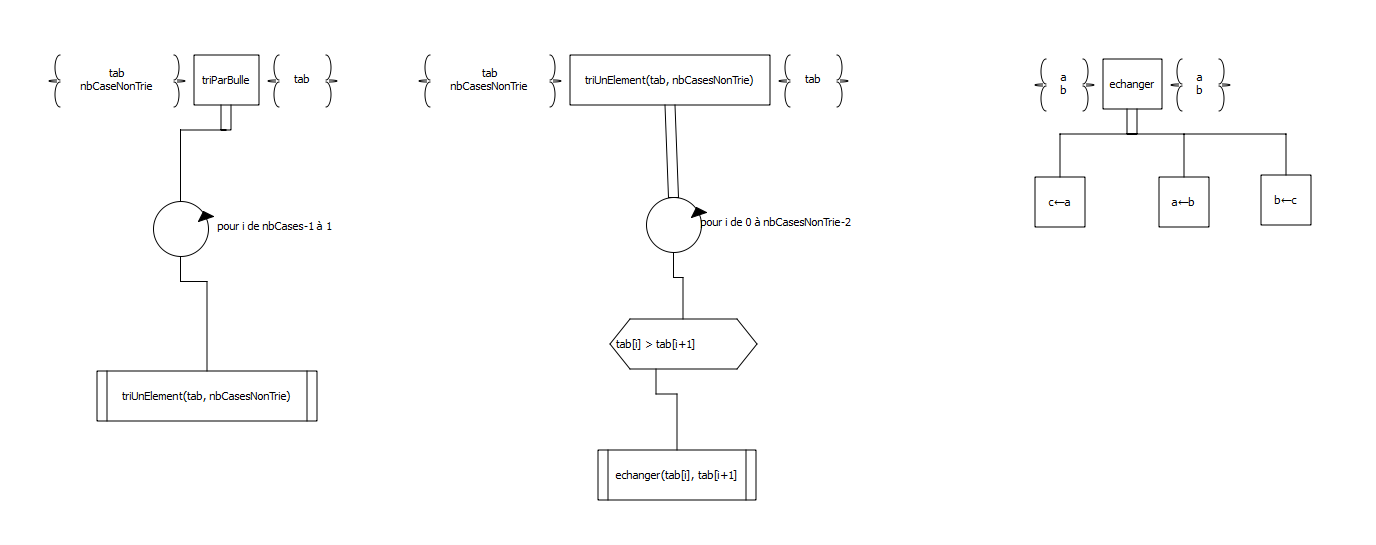 tab
nbCaseNonTrie
triParBulle
tab
pour i de nbCases-1 à 1
triUnElement(tab, nbCasesNonTrie)
tab
nbCasesNonTrie
triUnElement(tab, nbCasesNonTrie)
tab
pour i de 0 à nbCasesNonTrie-2
tab[i] > tab[i+1]
echanger(tab[i], tab[i+1]
a
b
echanger
a
b
c←a
a←b
b←c